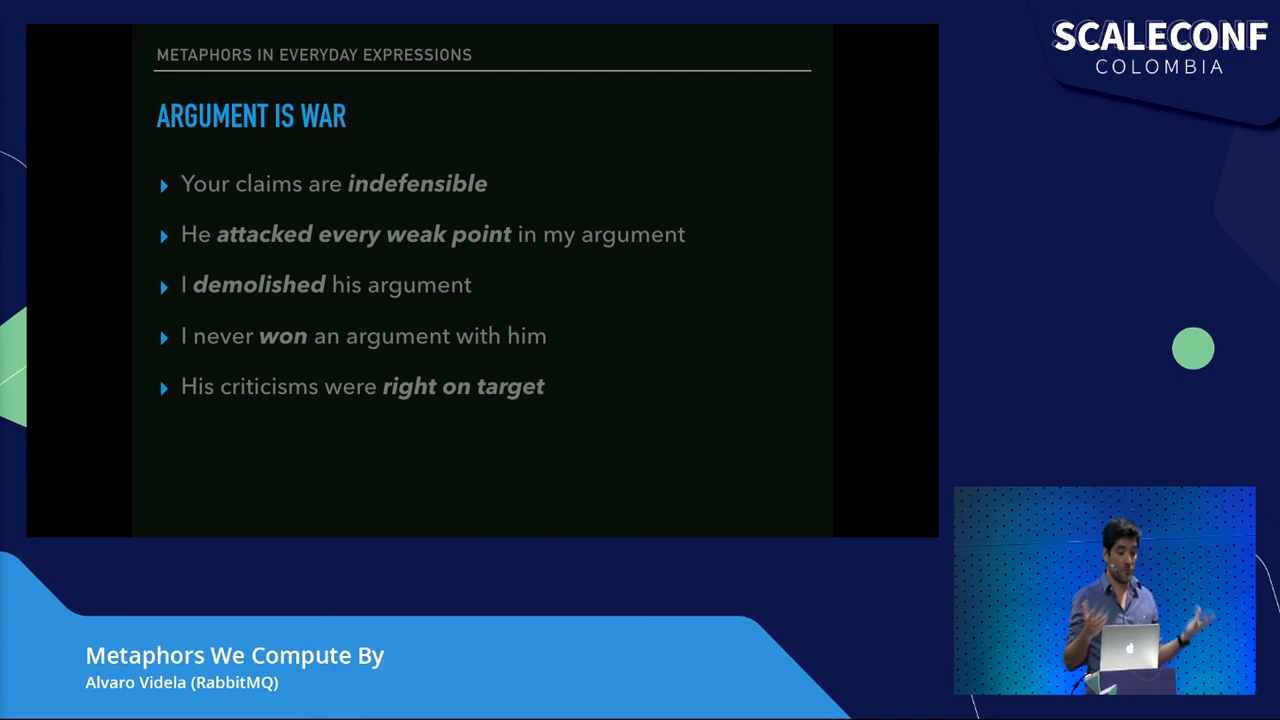 SCALECONF
COLOMBIA
METAPHORS IN EVERYDAY EXPRESSIONS
ARGUMENT IS WAR
Your claims are indefensible
He attacked every weak point in my argument
I demolished his argument
I never won an argument with him
His criticisms were right on target
Metaphors We Compute By
Alvaro Videla (RabbitMQ)